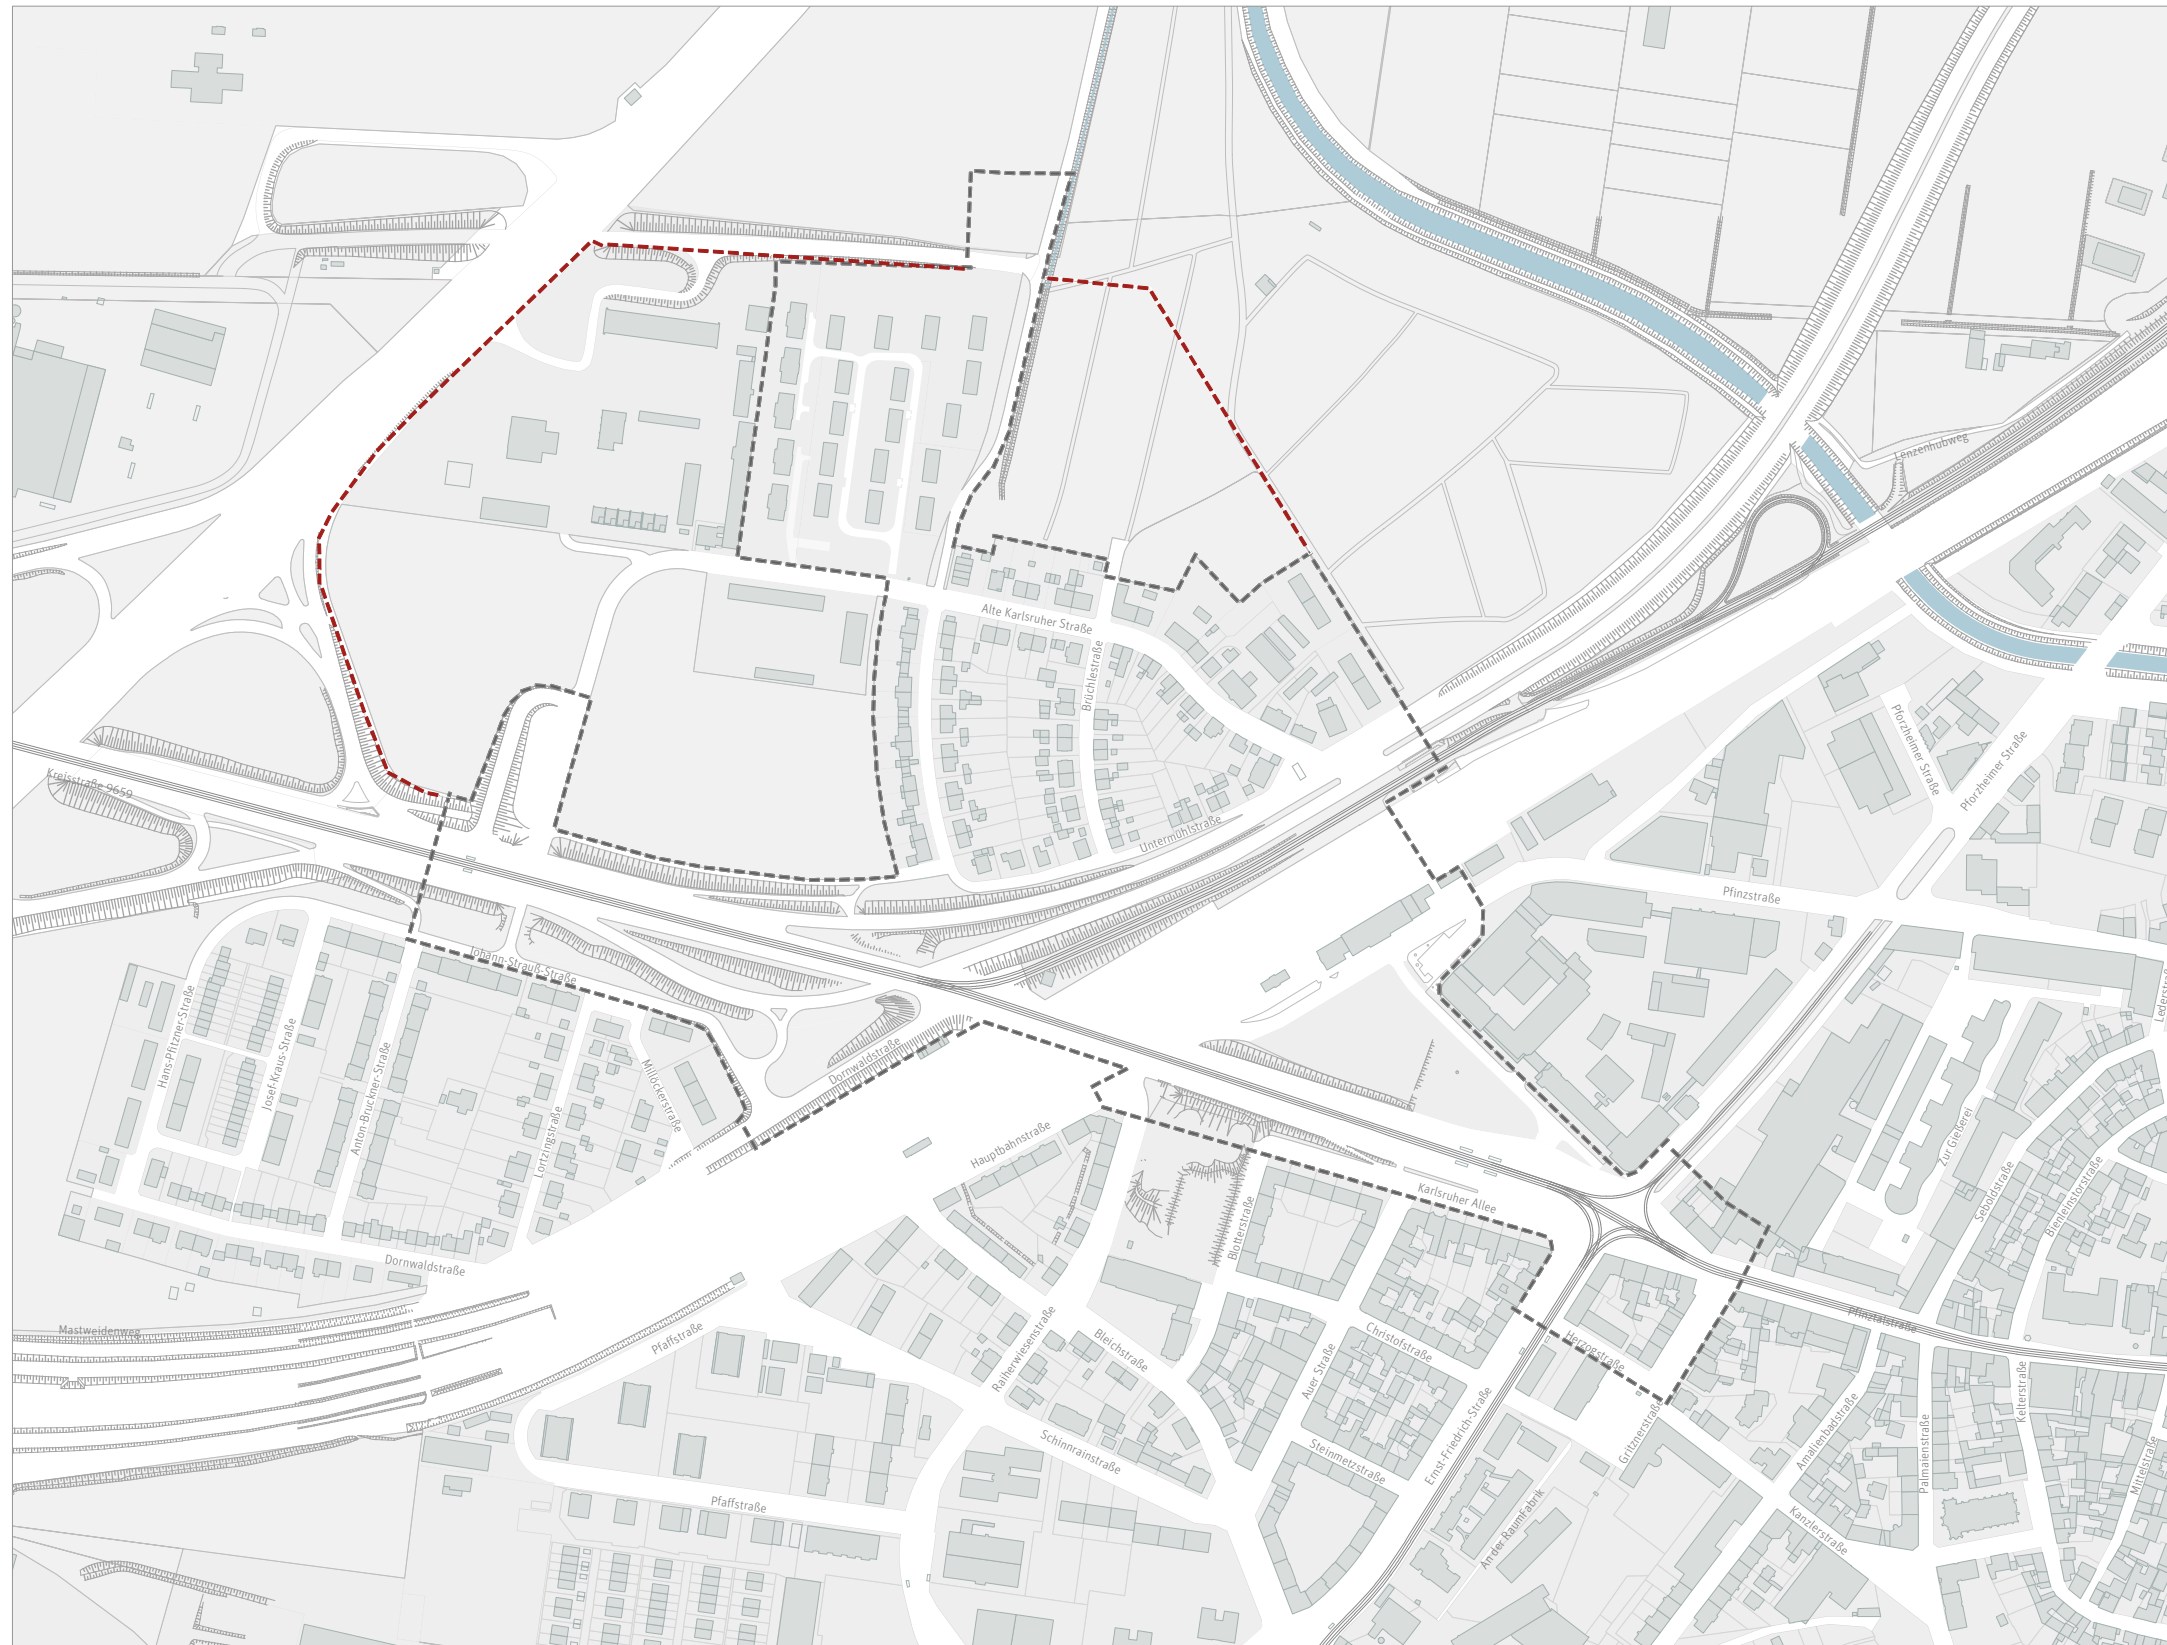 Lenzenhubweg
Alte Karlsruher Straße
Brüchlestraße
Pforzheimer Straße
Pforzheimer Straße
Kreisstraße 9659
Untermühlstraße
Pfinzstraße
Johann-Strauß-Straße
Hans-Pfitzner-Straße
Josef-Kraus-Straße
Anton-Bruckner-Straße
Lortzingstraße
Millöckerstraße
Dornwaldstraße
Hauptbahnstraße
Karlsruher Allee
Blotterstraße
Zur Gießerei
Seboldstraße
Bienleinstorstraße
Dornwaldstraße
Mastweidenweg
Pfaffstraße
Raiherwiesenstraße
Bleichstraße
Auer Straße
Christofstraße
Herzogstraße
Pfinztalstraße
Ernst-Friedrich-Straße
Gritznerstraße
Amalienbadstraße
Palmaienstraße
Kelterstraße
Mittelstraße
Schinnrainstraße
Steinmetzstraße
Pfaffstraße
An der RaumFabrik
Kanzlerstraße